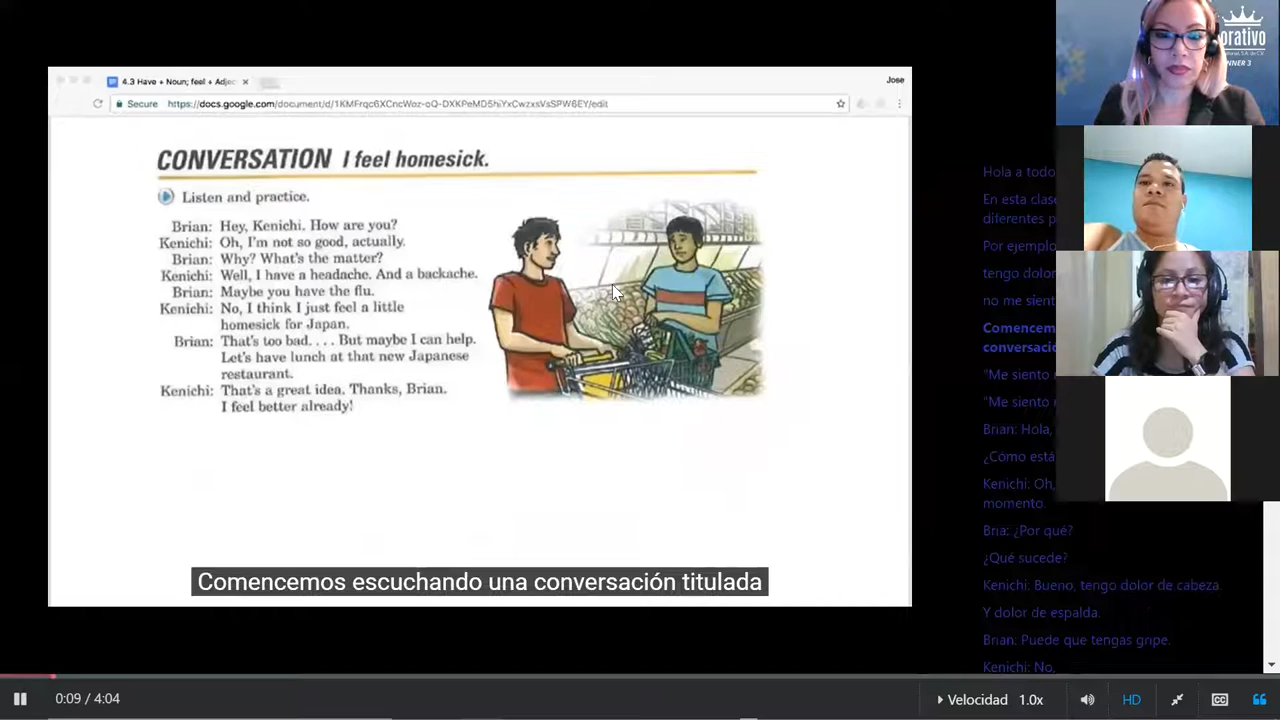 4.3 Have + Noun; feel + Adjec
Jose
Secure https://docs.google.com/document/d/1KMFrqc6XCncWoz-oQ-DXKPeMD5hiYxCwzxsVsSPW6EY/edit
CONVERSATION I feel homesick.
Listen and practice.
Brian: Hey, Kenichi. How are you?
Kenichi: Oh, I'm not so good, actually.
Brian: Why? What's the matter?
Kenichi: Well, I have a headache. And a backache.
Brian: Maybe you have the flu.
Kenichi: No, I think I just feel a little
homesick for Japan.
Brian: That's too bad. . . . But maybe I can help.
Let's have lunch at that new Japanese
restaurant.
Kenichi: That's a great idea. Thanks, Brian.
I feel better already!
Comencemos escuchando una conversación titulada
orativo
NNER 3
Hola a todo
En esta clase
diferentes p
Por ejemplo
tengo dolor
no me sient
Comencem
conversació
"Me siento
"Me siento
Brian: Hola,
¿Cómo está
Kenichi: Oh,
momento.
Bria: ¿Por qué?
¿Qué sucede?
Kenichi: Bueno, tengo dolor de cabeza.
Y dolor de espalda.
Brian: Puede que tengas gripe.
Kenichi: No,
0:09 / 4:04
Velocidad 1.0x
HD
CC